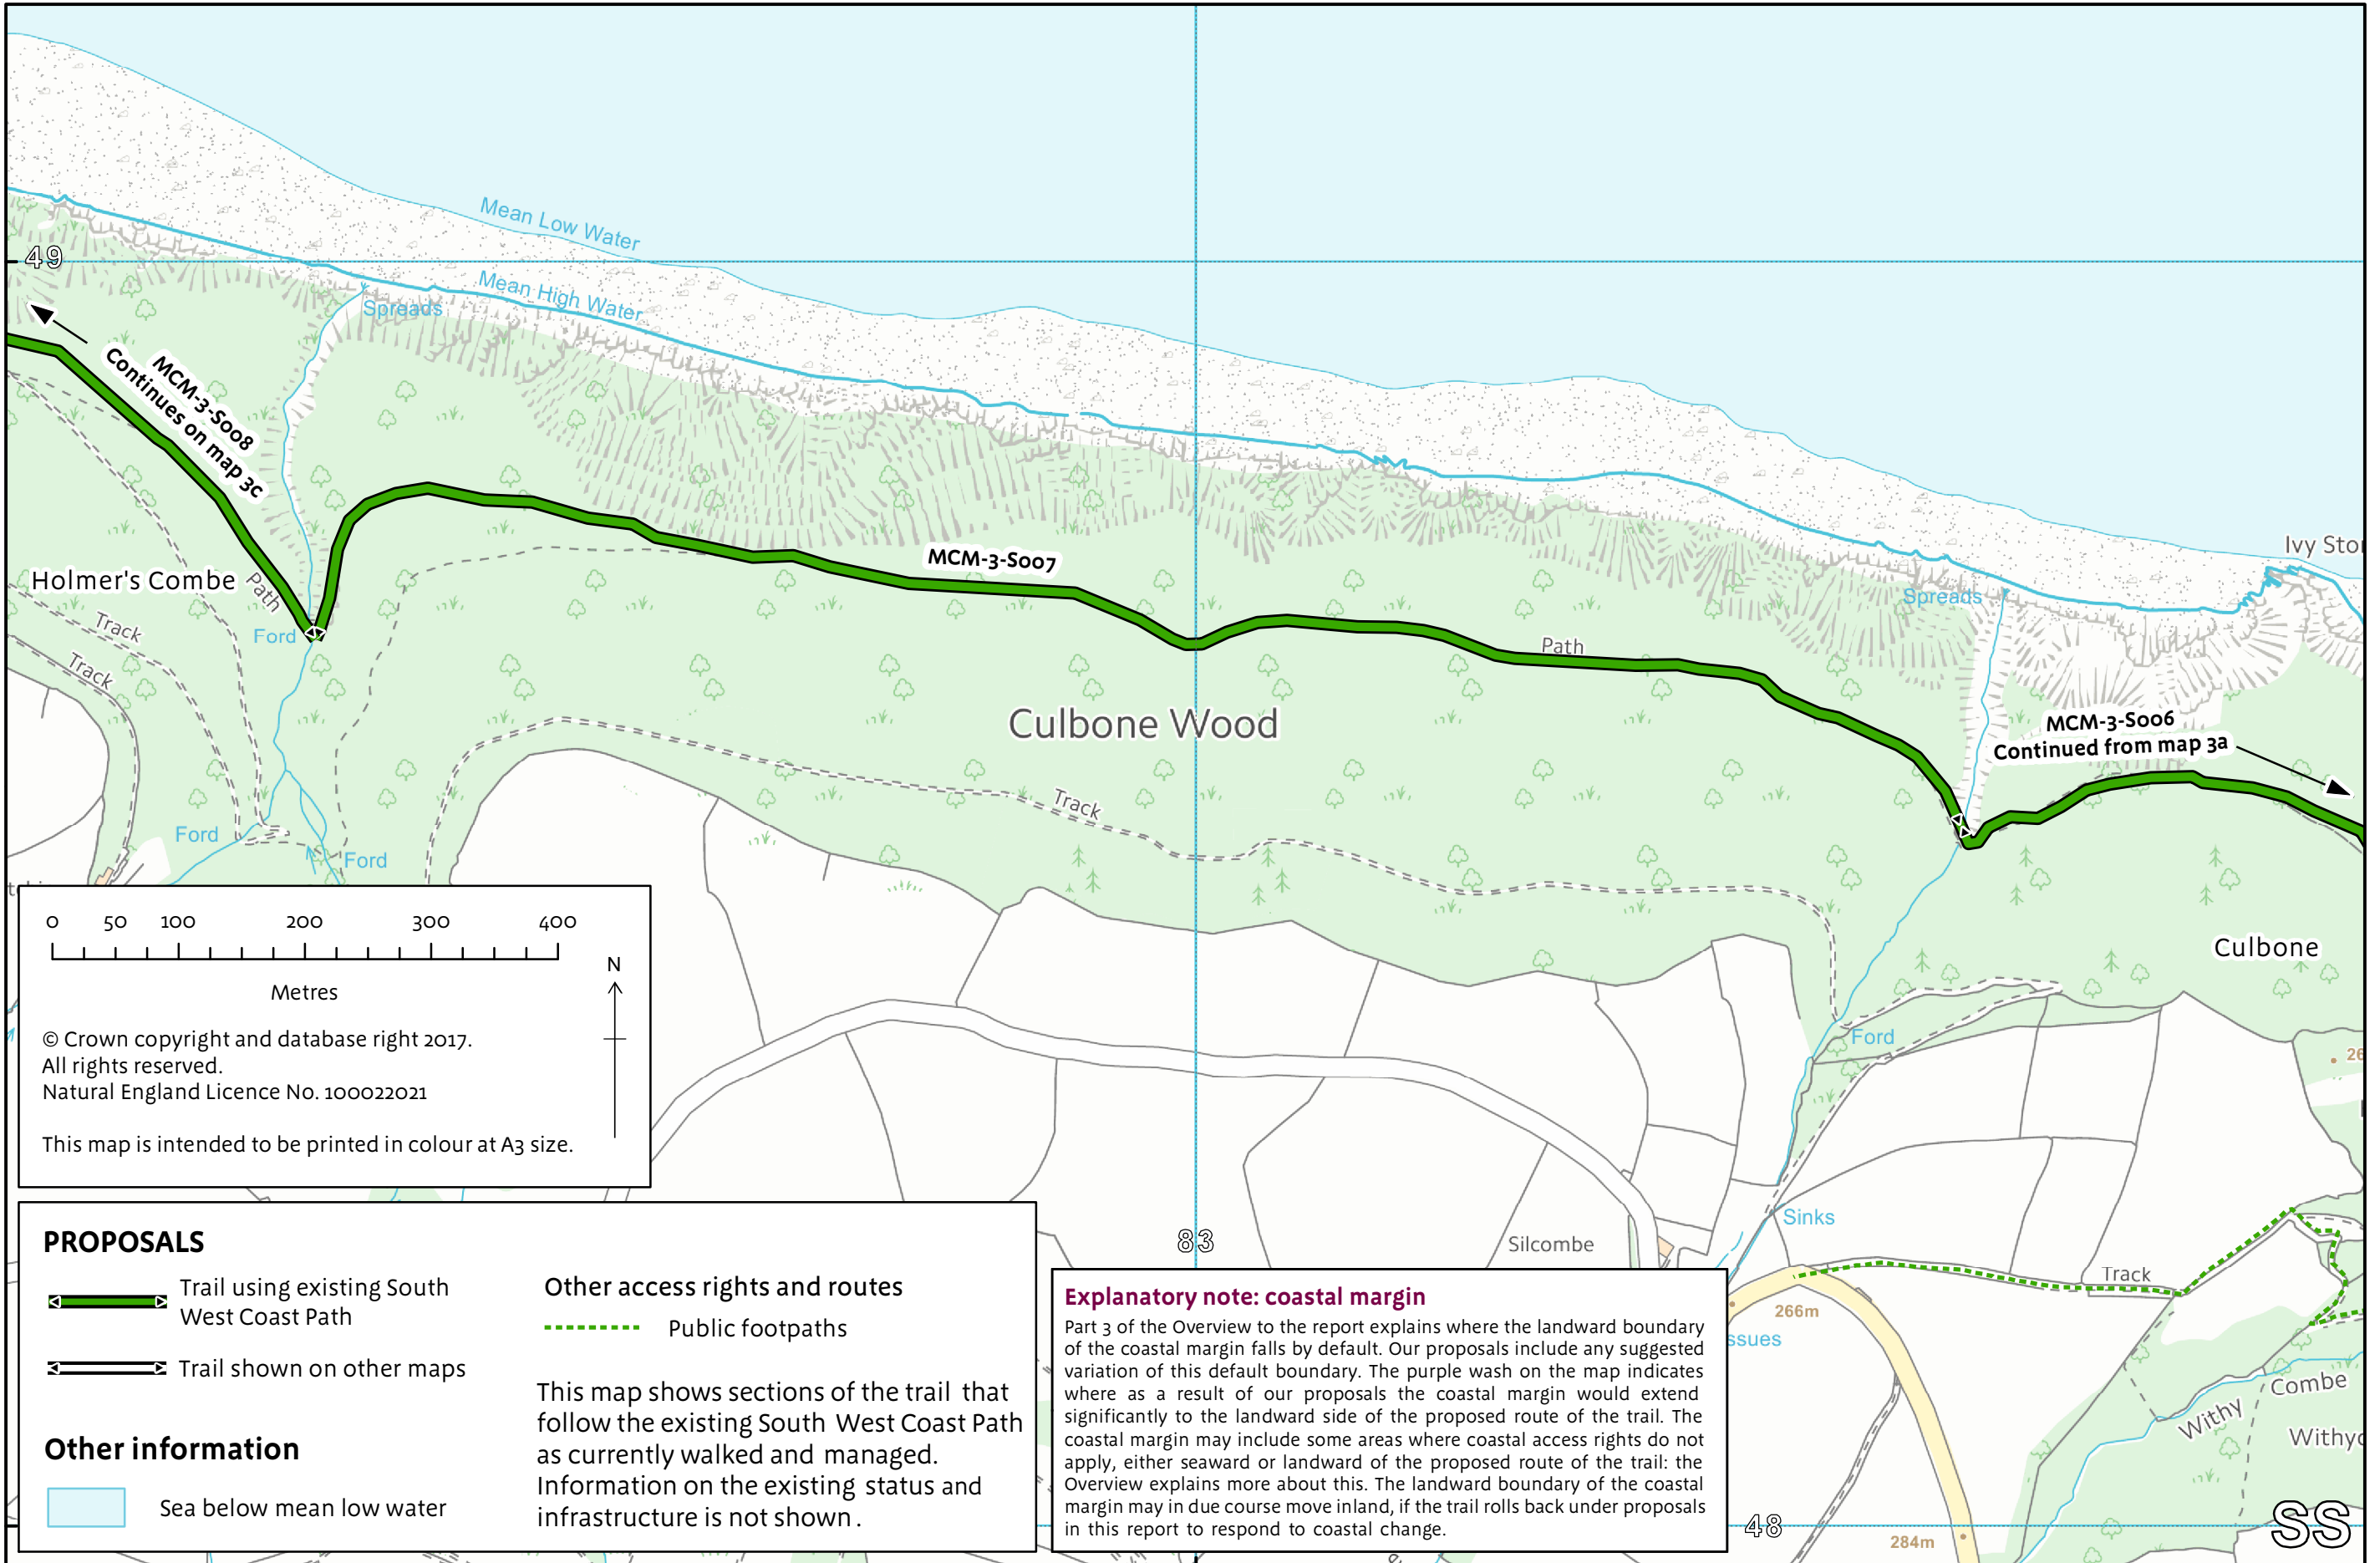 Mean Low Water
49
Mean High Water
Spreads
MCM-3-S008
Continues on map 3c
Ivy
MCM-3-S007
Holmer's Combe
Path
Spreads
Track
Ford
Path
Track
Culbone Wood
MCM-3-S006
Continued from map 3a
Track
Ford
Ford
Culbone
Ford
0 50 100 200 300 400
Metres
N
© Crown copyright and database right 2017.
All rights reserved.
Natural England Licence No. 100022021
This map is intended to be printed in colour at A3 size.
Sinks
83
Silcombe
Track
266m
Combe
Withy
48
284m
SS
PROPOSALS
Trail using existing South
West Coast Path
Trail shown on other maps
Other information
Sea below mean low water
Other access rights and routes
Public footpaths
This map shows sections of the trail that
follow the existing South West Coast Path
as currently walked and managed.
Information on the existing status and
infrastructure is not shown.
Explanatory note: coastal margin
Part 3 of the Overview to the report explains where the landward boundary
of the coastal margin falls by default. Our proposals include any suggested
variation of this default boundary. The purple wash on the map indicates
where as a result of our proposals the coastal margin would extend
significantly to the landward side of the proposed route of the trail. The
coastal margin may include some areas where coastal access rights do not
apply, either seaward or landward of the proposed route of the trail: the
Overview explains more about this. The landward boundary of the coastal
margin may in due course move inland, if the trail rolls back under proposals
in this report to respond to coastal change.